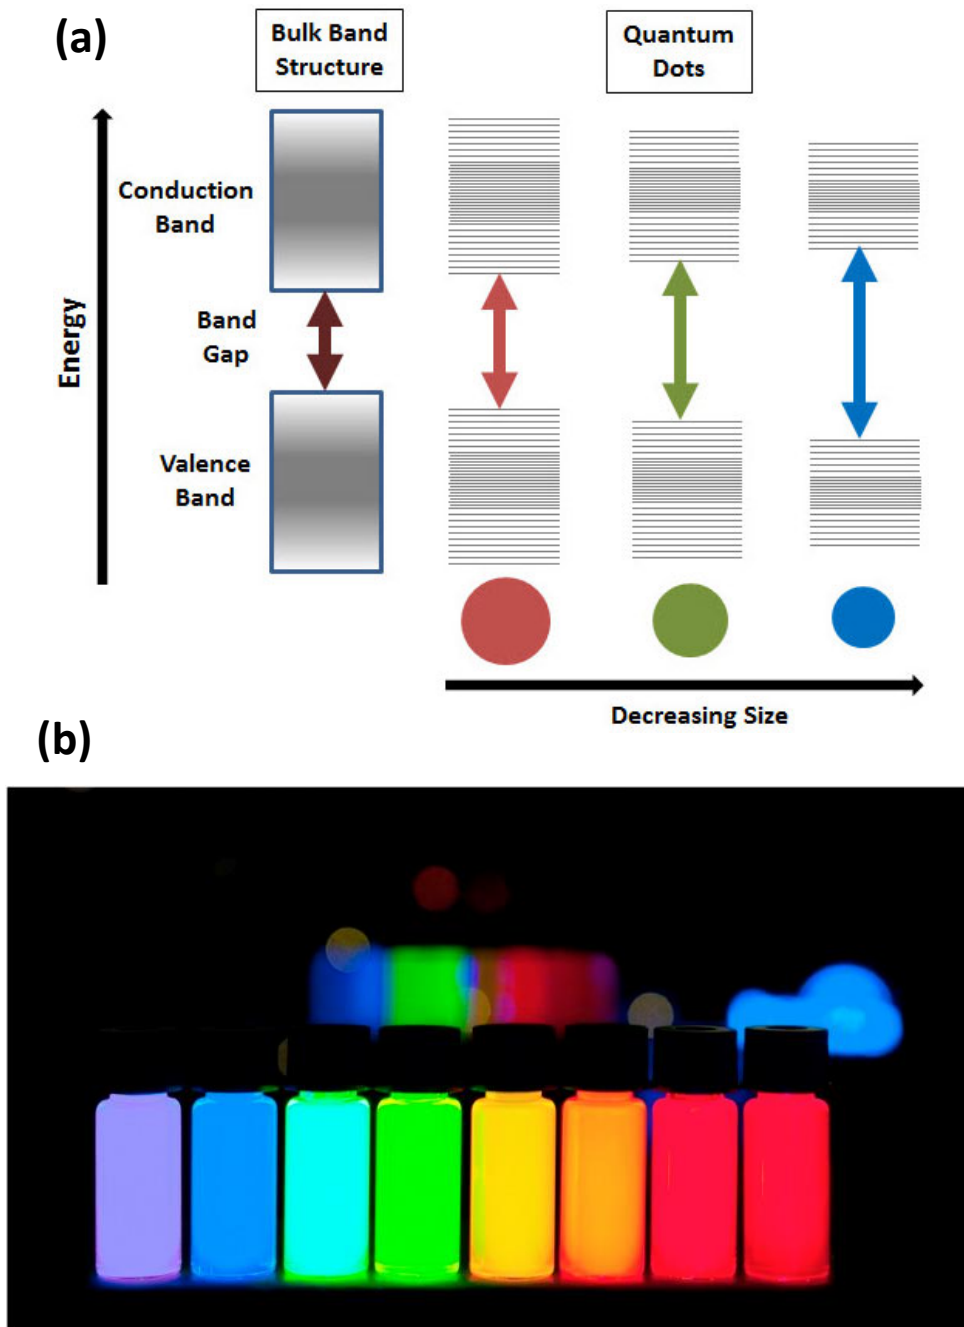 (a)
Bulk Band
Structure
Quantum
Dots
Conduction
Band
Band
Gap
Energy
Valence
Band
Decreasing Size
(b)